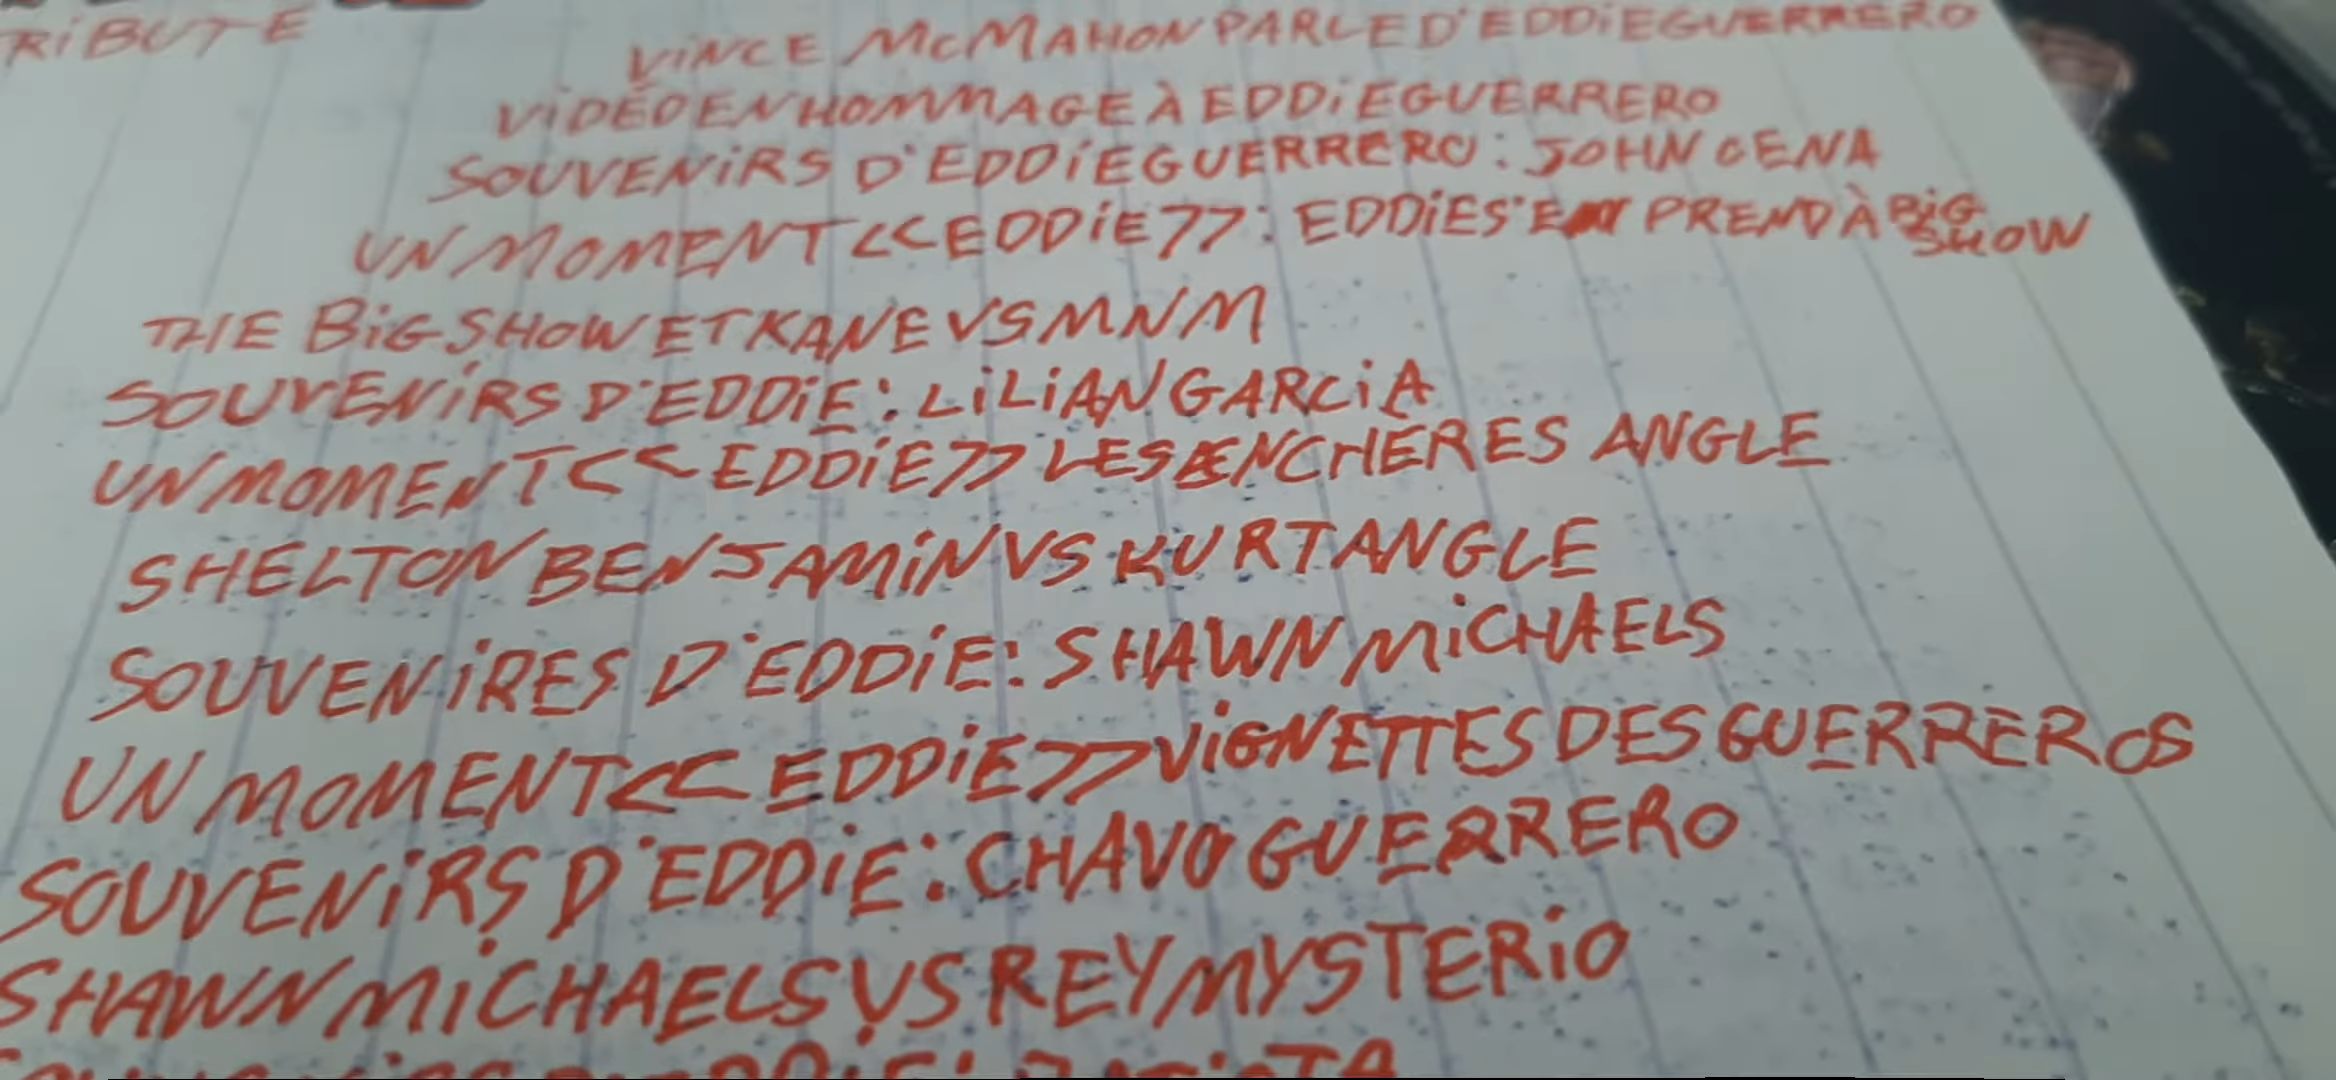 TRIBUTE
VINCE McMAHON PARLE D'EDDIE GUERRERO
VIDÉO EN HOMMAGE À EDDIE GUERRERO
SOUVENIRS D'EDDIE GUERRERO: JOHN CENA
UN MOMENT <<EDDIE>>: EDDIE S'E PREND À BIG SHOW
THE BIG SHOW ET KANE VS MNM
SOUVENIRS D'EDDIE: LILIAN GARCIA
UN MOMENT << EDDIE>> LES ENCHERES ANGLE
SHELTON BENJAMIN VS KURT ANGLE
SOUVENIRES D'EDDIE: SHAWN MICHAELS
UN MOMENT << EDDIE>> VIGNETTES DES GUERREROS
SOUVENIRS D'EDDIE: CHAVO GUERRERO
SHAWN MICHAELS VS REY MYSTERIO